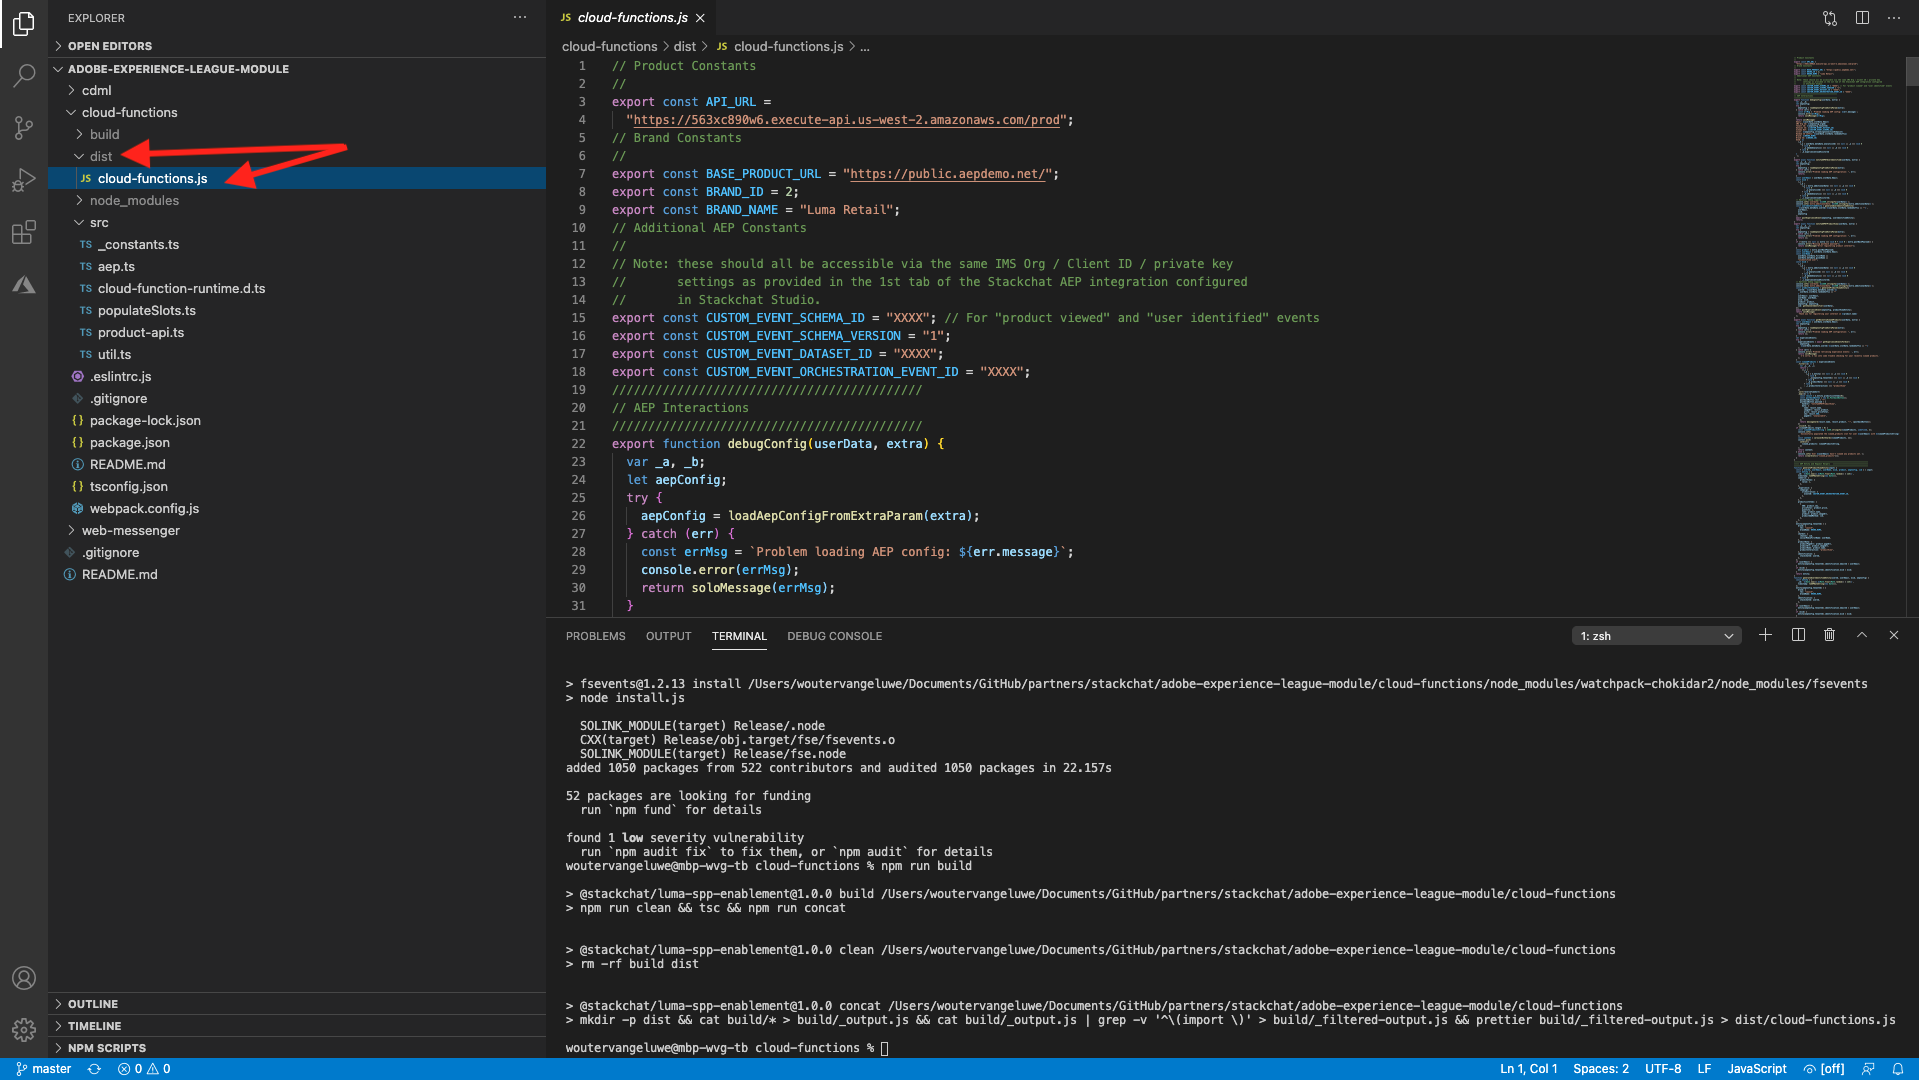 EXPLORER
OPEN EDITORS
ADOBE-EXPERIENCE-LEAGUE-MODULE
cdml
cloud-functions
build
dist
JS cloud-functions.js
node_modules
src
TS _constants.ts
TS aep.ts
TS cloud-function-runtime.d.ts
TS populateSlots.ts
TS product-api.ts
TS util.ts
.eslintrc.js
.gitignore
{} package-lock.json
{} package.json
README.md
{} tsconfig.json
webpack.config.js
web-messenger
.gitignore
README.md
OUTLINE
TIMELINE
NPM SCRIPTS
JS cloud-functions.js
cloud-functions > dist > JS cloud-functions.js > ...
1 // Product Constants
2 //
3 export const API_URL =
4 "https://563xc890w6.execute-api.us-west-2.amazonaws.com/prod";
5 // Brand Constants
6 //
7 export const BASE_PRODUCT_URL = "https://public.aepdemo.net/";
8 export const BRAND_ID = 2;
9 export const BRAND_NAME = "Luma Retail";
10 // Additional AEP Constants
11 //
12 // Note: these should all be accessible via the same IMS Org / Client ID / private key
13 // settings as provided in the 1st tab of the Stackchat AEP integration configured
14 // in Stackchat Studio.
15 export const CUSTOM_EVENT_SCHEMA_ID = "XXXX"; // For "product viewed" and "user identified" events
16 export const CUSTOM_EVENT_SCHEMA_VERSION = "1";
17 export const CUSTOM_EVENT_DATASET_ID = "XXXX";
18 export const CUSTOM_EVENT_ORCHESTRATION_EVENT_ID = "XXXX";
19 ///////////////////////////////////////////
20 // AEP Interactions
21 ///////////////////////////////////////////
22 export function debugConfig(userData, extra) {
23 var _a, _b;
24 let aepConfig;
25 try {
26 aepConfig = loadAepConfigFromExtraParam(extra);
27 } catch (err) {
28 const errMsg = `Problem loading AEP config: ${err.message}`;
29 console.error(errMsg);
30 return soloMessage(errMsg);
31 }
PROBLEMS OUTPUT TERMINAL DEBUG CONSOLE 1: zsh
> fsevents@1.2.13 install /Users/woutervangeluwe/Documents/GitHub/partners/stackchat/adobe-experience-league-module/cloud-functions/node_modules/watchpack-chokidar2/node_modules/fsevents
> node install.js
SOLINK_MODULE(target) Release/.node
CXX(target) Release/obj.target/fse/fsevents.o
SOLINK_MODULE(target) Release/fse.node
added 1050 packages from 522 contributors and audited 1050 packages in 22.157s
52 packages are looking for funding
run `npm fund` for details
found 1 low severity vulnerability
run `npm audit fix` to fix them, or `npm audit` for details
woutervangeluwe@mbp-wvg-tb cloud-functions % npm run build
> @stackchat/luma-spp-enablement@1.0.0 build /Users/woutervangeluwe/Documents/GitHub/partners/stackchat/adobe-experience-league-module/cloud-functions
> npm run clean && tsc && npm run concat
> @stackchat/luma-spp-enablement@1.0.0 clean /Users/woutervangeluwe/Documents/GitHub/partners/stackchat/adobe-experience-league-module/cloud-functions
> rm -rf build dist
> @stackchat/luma-spp-enablement@1.0.0 concat /Users/woutervangeluwe/Documents/GitHub/partners/stackchat/adobe-experience-league-module/cloud-functions
> mkdir -p dist && cat build/* > build/_output.js && cat build/_output.js | grep -v '^\(import \)' > build/_filtered-output.js && prettier build/_filtered-output.js > dist/cloud-functions.js
woutervangeluwe@mbp-wvg-tb cloud-functions %
master 0 0 Ln 1, Col 1 Spaces: 2 UTF-8 LF JavaScript [off]